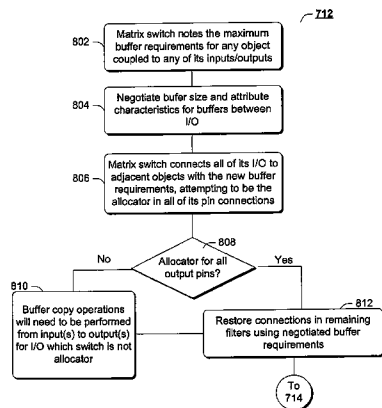 712
802
Matrix switch notes the maximum
buffer requirements for any object
coupled to any of its inputs/outputs
804
Negotiate bufer size and attribute
characteristics for buffers between
I/O
806
Matrix switch connects all of its I/O to
adjacent objects with the new buffer
requirements, attempting to be the
allocator in all of its pin connections
808
No
Allocator for all
output pins?
Yes
810
Buffer copy operations
will need to be performed
from input(s) to output(s)
for I/O which switch is not
allocator
812
Restore connections in remaining
filters using negotiated buffer
requirements
To
714